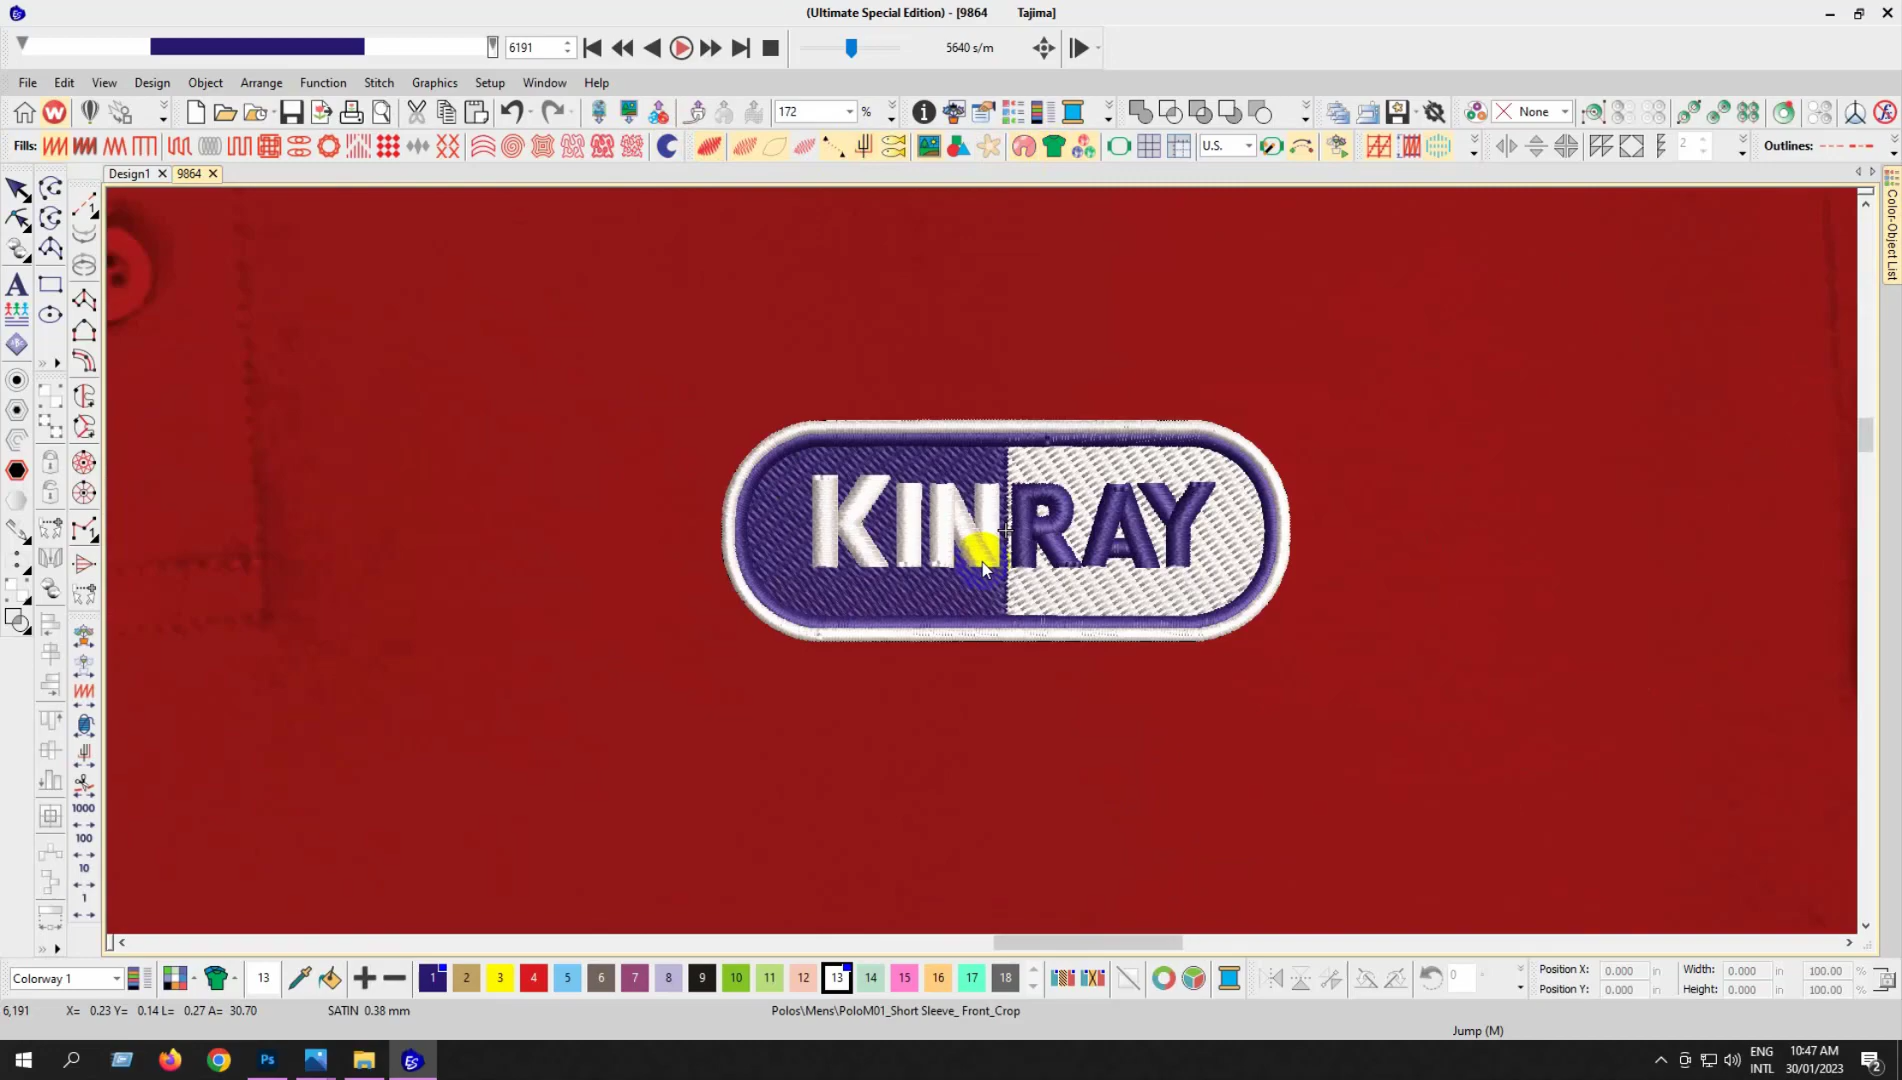 (Ultimate Special Edition) - [9864 Tajima]
6191
5640 s/m
File Edit View Design Object Arrange Function Stitch Graphics Setup Window Help
172 %
None
Fills:
U.S.
2
Outlines:
Design1
9864
Color-Object List
KINRAY
1000
100
10
1
Colorway 1
13
1 2 3 4 5 6 7 8 9 10 11 12 13 14 15 16 17 18
0
Position X: 0.000 in Width: 0.000 in 100.00 %
Position Y: 0.000 in Height: 0.000 in 100.00 %
6,191 X= 0.23 Y= 0.14 L= 0.27 A= 30.70 SATIN 0.38 mm Polos\Mens\PoloM01_Short Sleeve_ Front_Crop
Jump (M)
Ps
ES
ENG
INTL
10:47 AM
30/01/2023
2